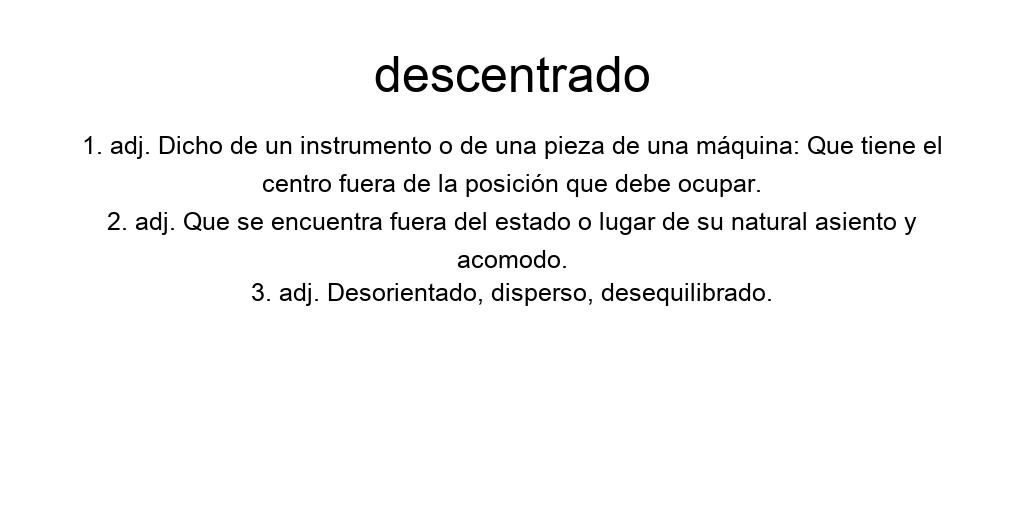 descentrado
1. adj. Dicho de un instrumento o de una pieza de una máquina: Que tiene el
centro fuera de la posición que debe ocupar.
2. adj. Que se encuentra fuera del estado o lugar de su natural asiento y
acomodo.
3. adj. Desorientado, disperso, desequilibrado.